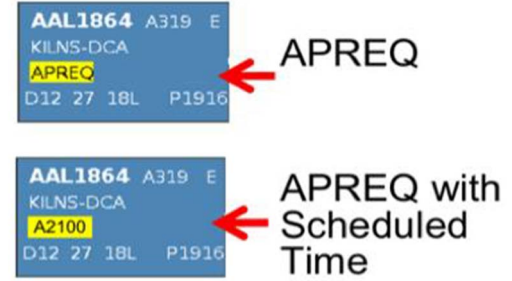 AAL1864 A319 E
KILNS-DCA
APREQ
D12 27 18L P1916
APREQ
AAL1864 A319 E
KILNS-DCA
A2100
D12 27 18L P1916
APREQ with
Scheduled
Time